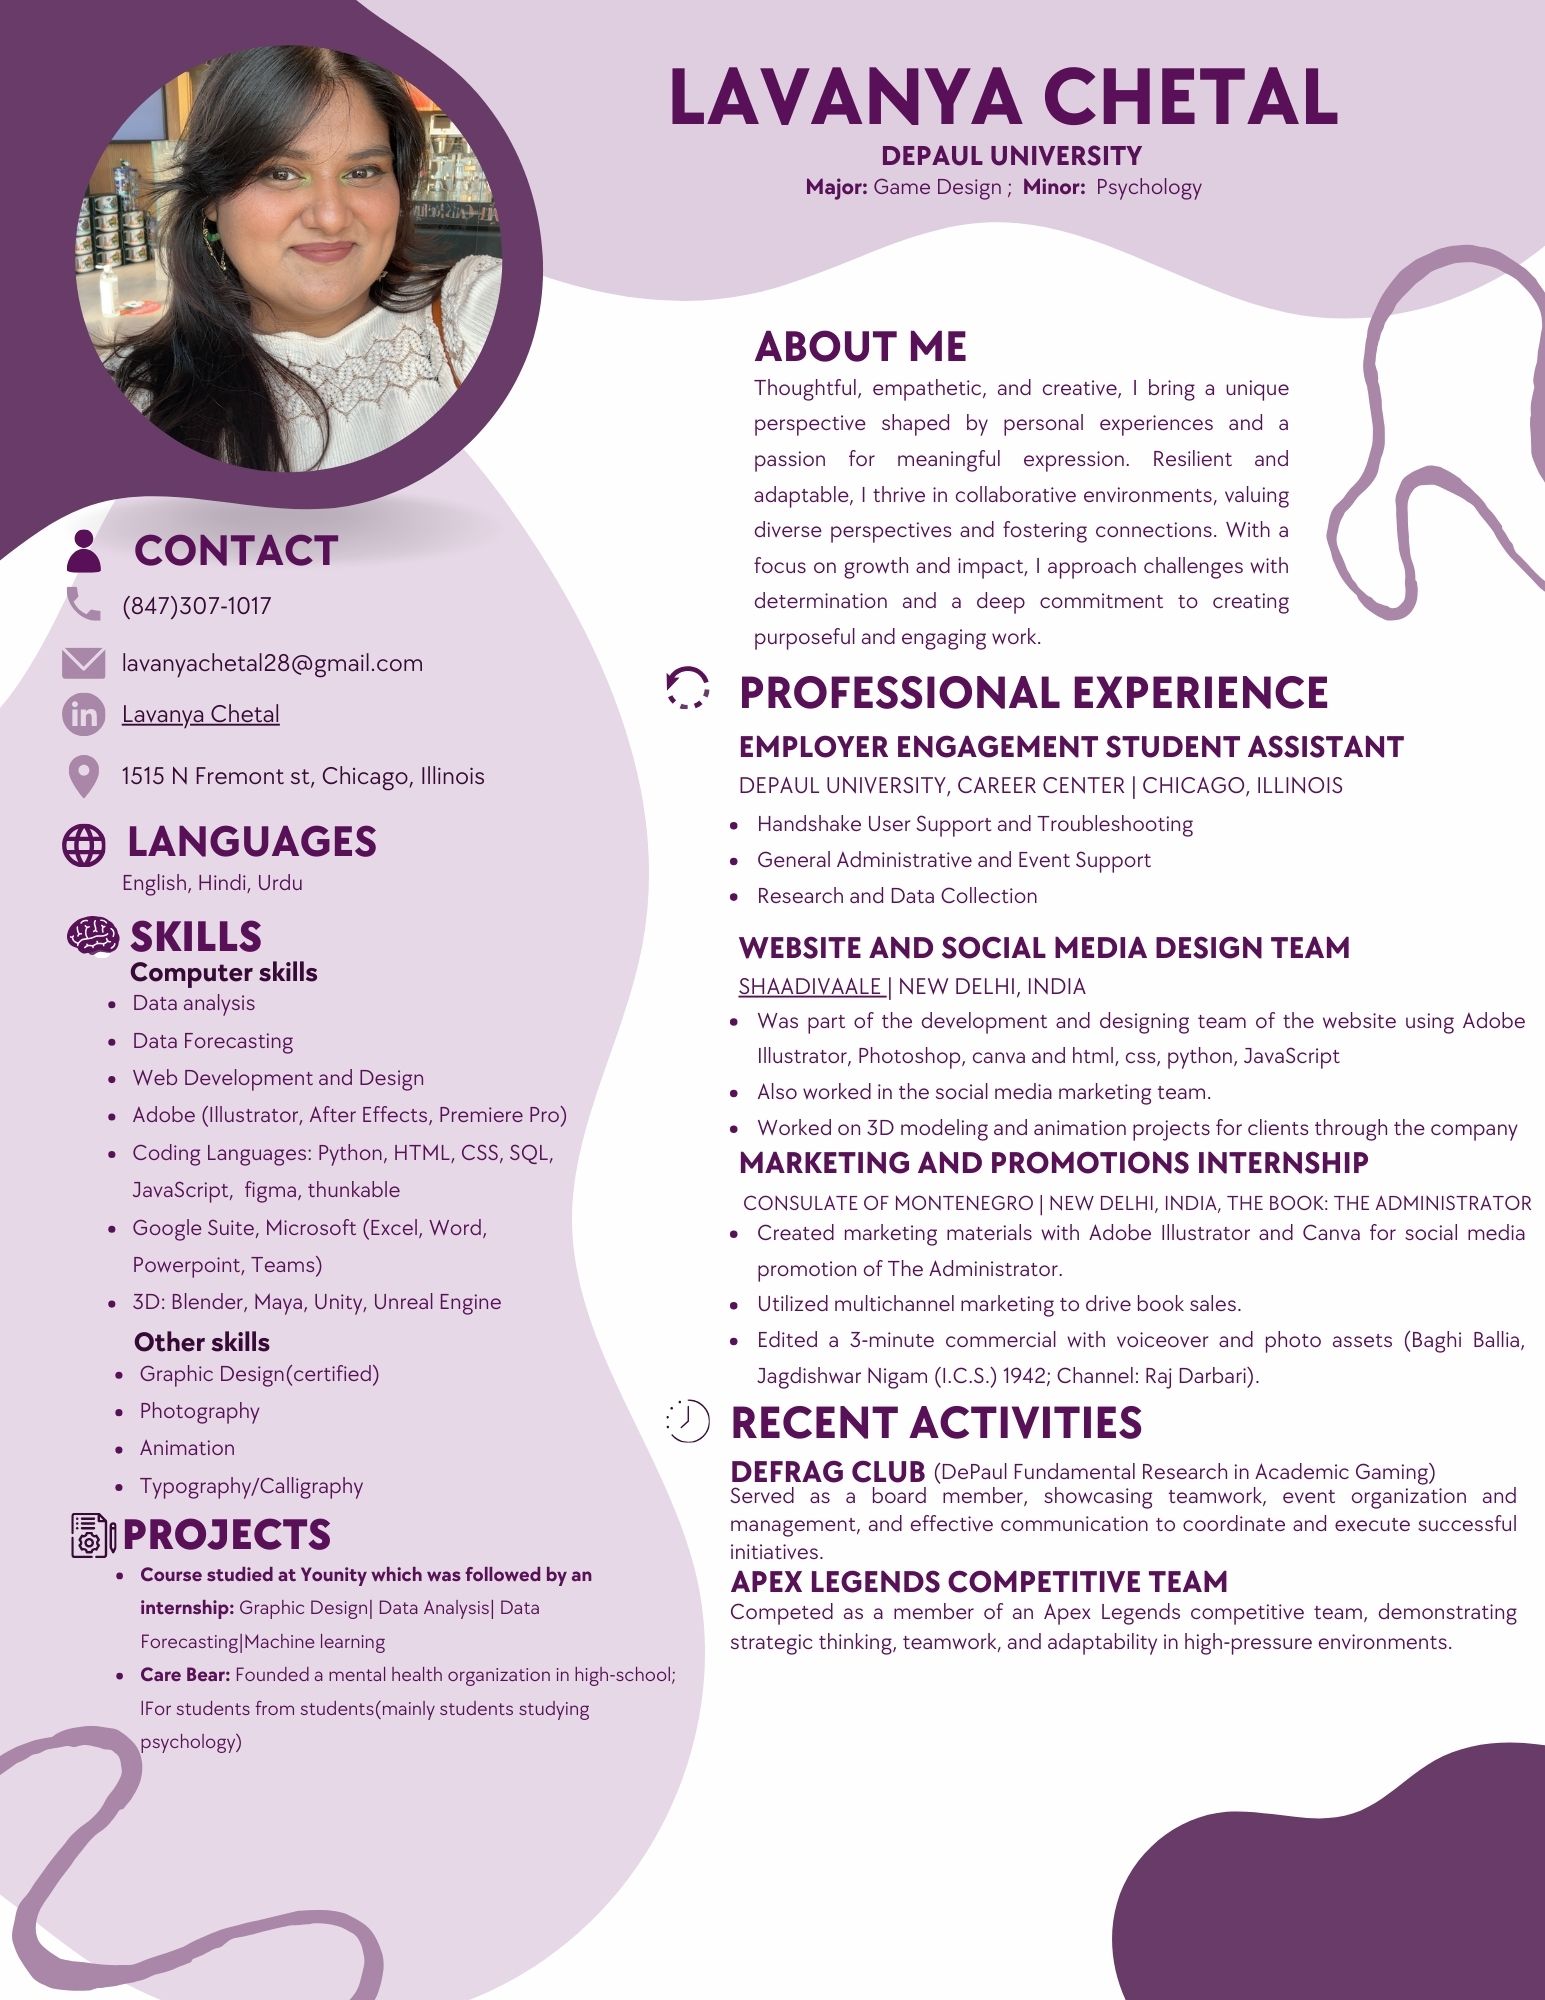 LAVANYA CHETAL
DEPAUL UNIVERSITY
Major: Game Design ; Minor: Psychology
CONTACT
(847)307-1017
lavanyachetal28@gmail.com
in
Lavanya Chetal
1515 N Fremont st, Chicago, Illinois
LANGUAGES
English, Hindi, Urdu
SKILLS
Computer skills
• Data analysis
• Data Forecasting
• Web Development and Design
• Adobe (Illustrator, After Effects, Premiere Pro)
• Coding Languages: Python, HTML, CSS, SQL,
JavaScript, figma, thunkable
• Google Suite, Microsoft (Excel, Word,
Powerpoint, Teams)
• 3D: Blender, Maya, Unity, Unreal Engine
Other skills
• Graphic Design(certified)
• Photography
• Animation
• Typography/Calligraphy
PROJECTS
• Course studied at Younity which was followed by an
internship: Graphic Design| Data Analysis| Data
Forecasting|Machine learning
• Care Bear: Founded a mental health organization in high-school;
lFor students from students(mainly students studying
psychology)
ABOUT ME
Thoughtful, empathetic, and creative, I bring a unique
perspective shaped by personal experiences and a
passion for meaningful expression. Resilient and
adaptable, I thrive in collaborative environments, valuing
diverse perspectives and fostering connections. With a
focus on growth and impact, I approach challenges with
determination and a deep commitment to creating
purposeful and engaging work.
PROFESSIONAL EXPERIENCE
EMPLOYER ENGAGEMENT STUDENT ASSISTANT
DEPAUL UNIVERSITY, CAREER CENTER | CHICAGO, ILLINOIS
• Handshake User Support and Troubleshooting
• General Administrative and Event Support
• Research and Data Collection
WEBSITE AND SOCIAL MEDIA DESIGN TEAM
SHAADIVAALE | NEW DELHI, INDIA
• Was part of the development and designing team of the website using Adobe
Illustrator, Photoshop, canva and html, css, python, JavaScript
• Also worked in the social media marketing team.
• Worked on 3D modeling and animation projects for clients through the company
MARKETING AND PROMOTIONS INTERNSHIP
CONSULATE OF MONTENEGRO | NEW DELHI, INDIA, THE BOOK: THE ADMINISTRATOR
• Created marketing materials with Adobe Illustrator and Canva for social media
promotion of The Administrator.
• Utilized multichannel marketing to drive book sales.
• Edited a 3-minute commercial with voiceover and photo assets (Baghi Ballia,
Jagdishwar Nigam (I.C.S.) 1942; Channel: Raj Darbari).
RECENT ACTIVITIES
DEFRAG CLUB (DePaul Fundamental Research in Academic Gaming)
Served as a board member, showcasing teamwork, event organization and
management, and effective communication to coordinate and execute successful
initiatives.
APEX LEGENDS COMPETITIVE TEAM
Competed as a member of an Apex Legends competitive team, demonstrating
strategic thinking, teamwork, and adaptability in high-pressure environments.